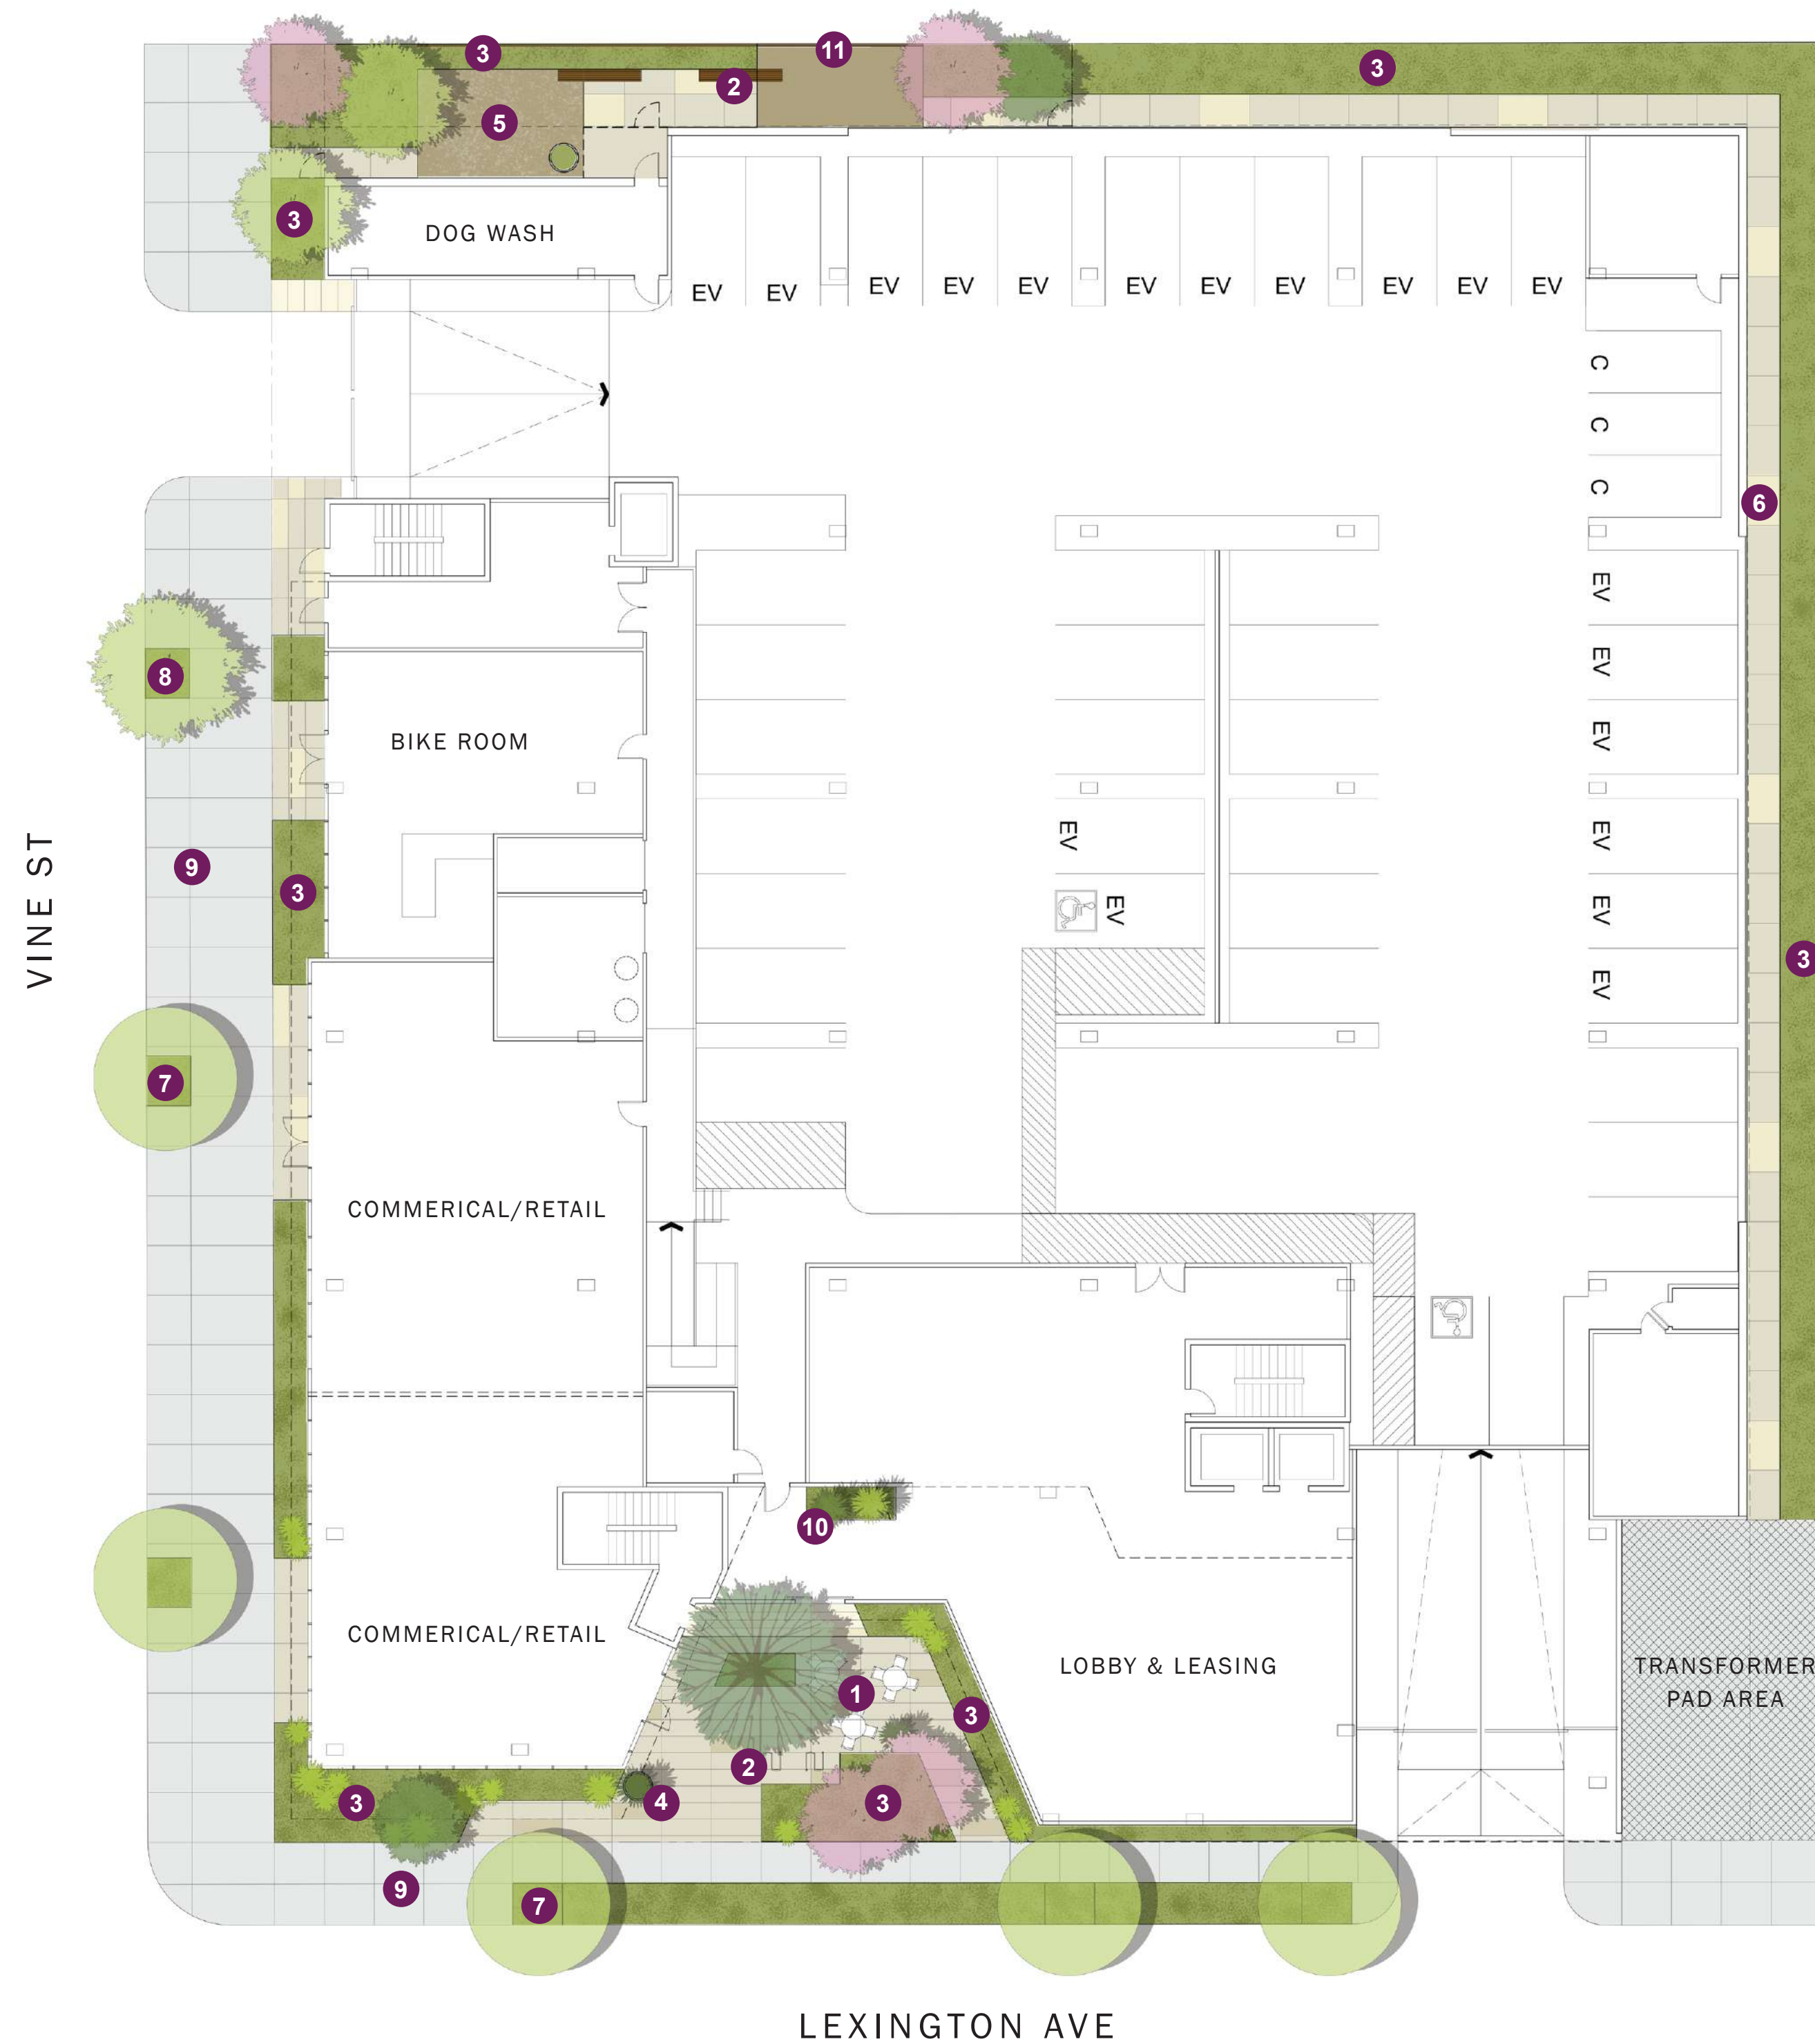 3
11
3
2
5
3
DOG WASH
EV EV EV EV EV EV EV EV EV EV EV
C
C
C
6
EV
8
EV
BIKE ROOM
EV
EV
EV
9
3
EV
EV
3
EV
7
COMMERICAL/RETAIL
10
COMMERICAL/RETAIL
LOBBY & LEASING
TRANSFORMER
PAD AREA
1
3
2
3
4
3
9
7
VINE ST
LEXINGTON AVE